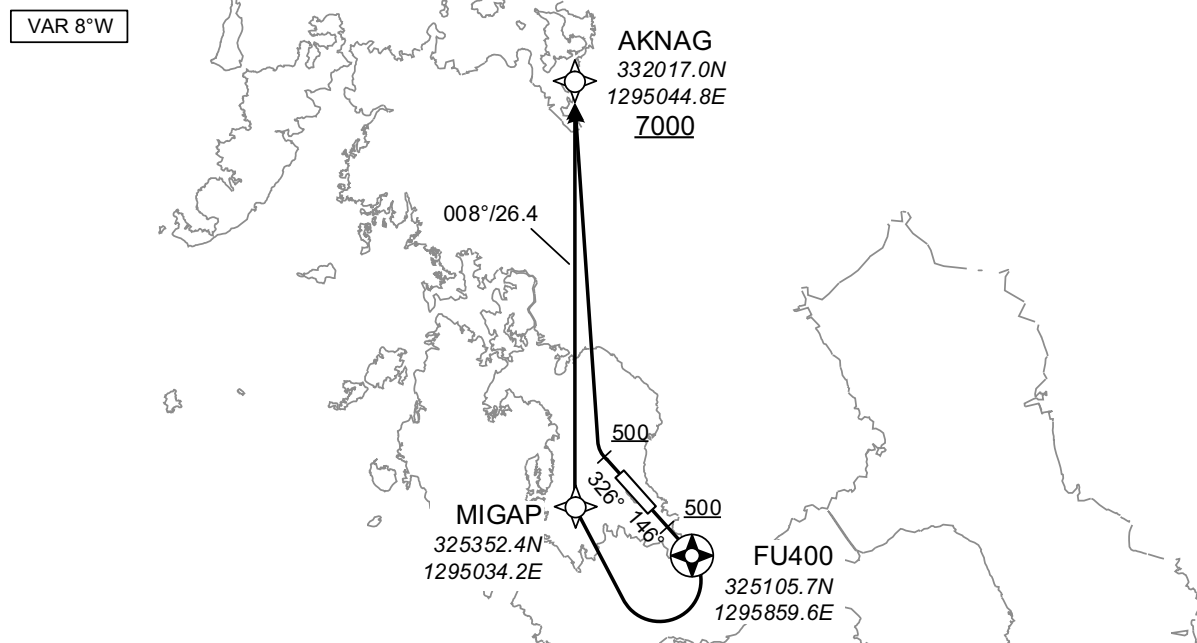 VAR 8°W
AKNAG
332017.0N
1295044.8E
7000
008°/26.4
500
326°
146°
500
MIGAP
325352.4N
1295034.2E
FU400
325105.7N
1295859.6E